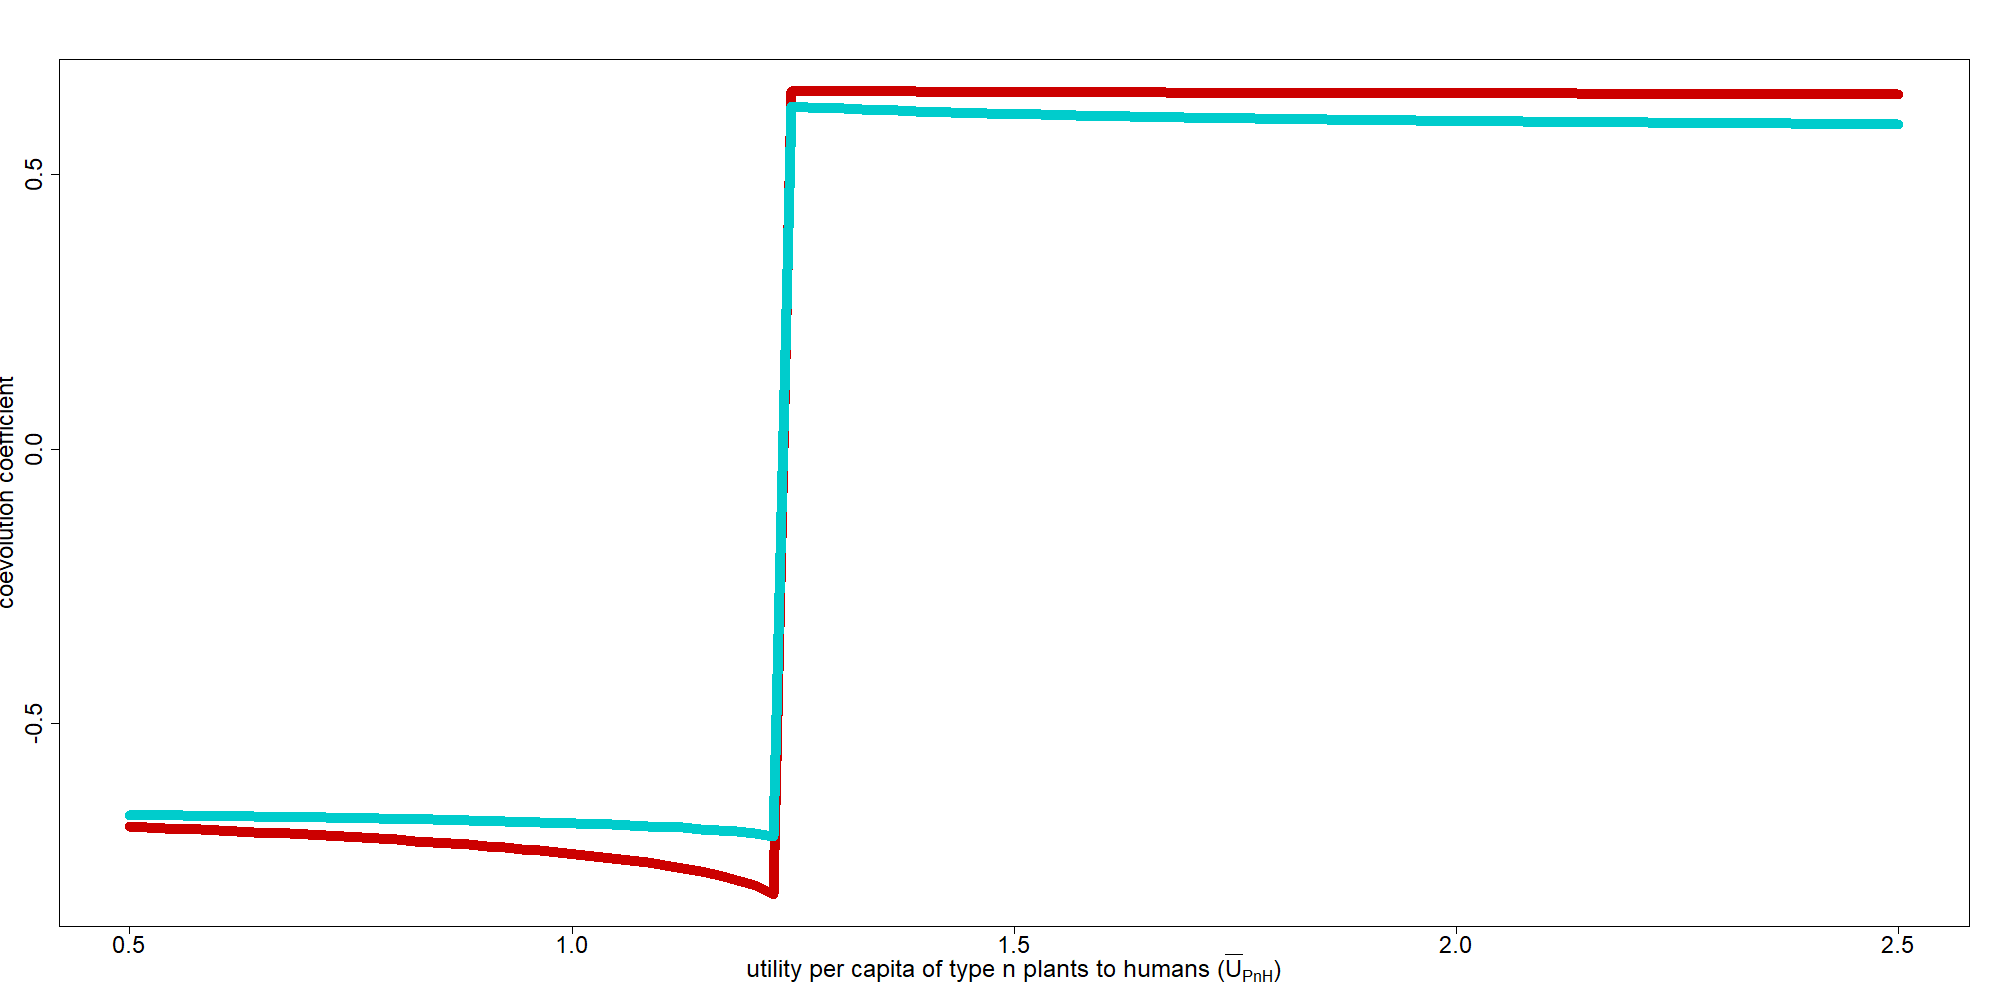 coevolution coefficient
0.5
0.0
-0.5
0.5 1.0 1.5 2.0 2.5
utility per capita of type n plants to humans (U̅PnH)